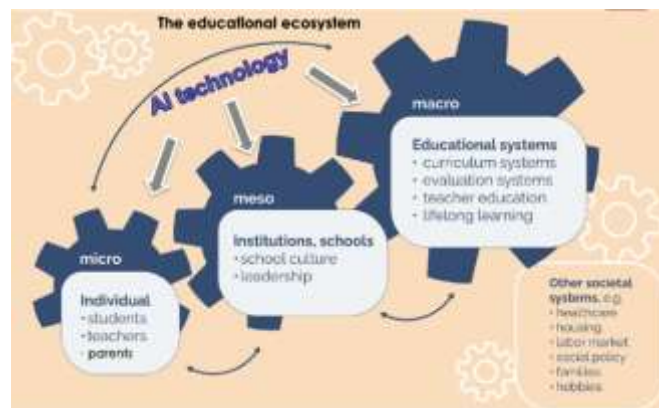 The educational ecosystem
AI technology
macro
Educational systems
• curriculum systems
• evaluation systems
• teacher education
• lifelong learning
meso
Institutions, schools
• school culture
• leadership
micro
Individual
• students
• teachers
• parents
Other societal
systems, e.g.
• healthcare
• housing
• labor market
• social policy
• families
• hobbies